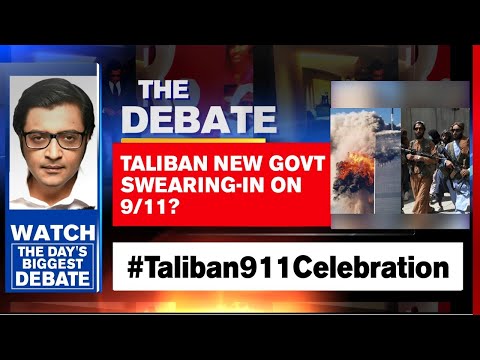 THE
DEBATE
TALIBAN NEW GOVT
SWEARING-IN ON
9/11?
WATCH
THE DAY'S
BIGGEST
DEBATE
#Taliban911Celebration